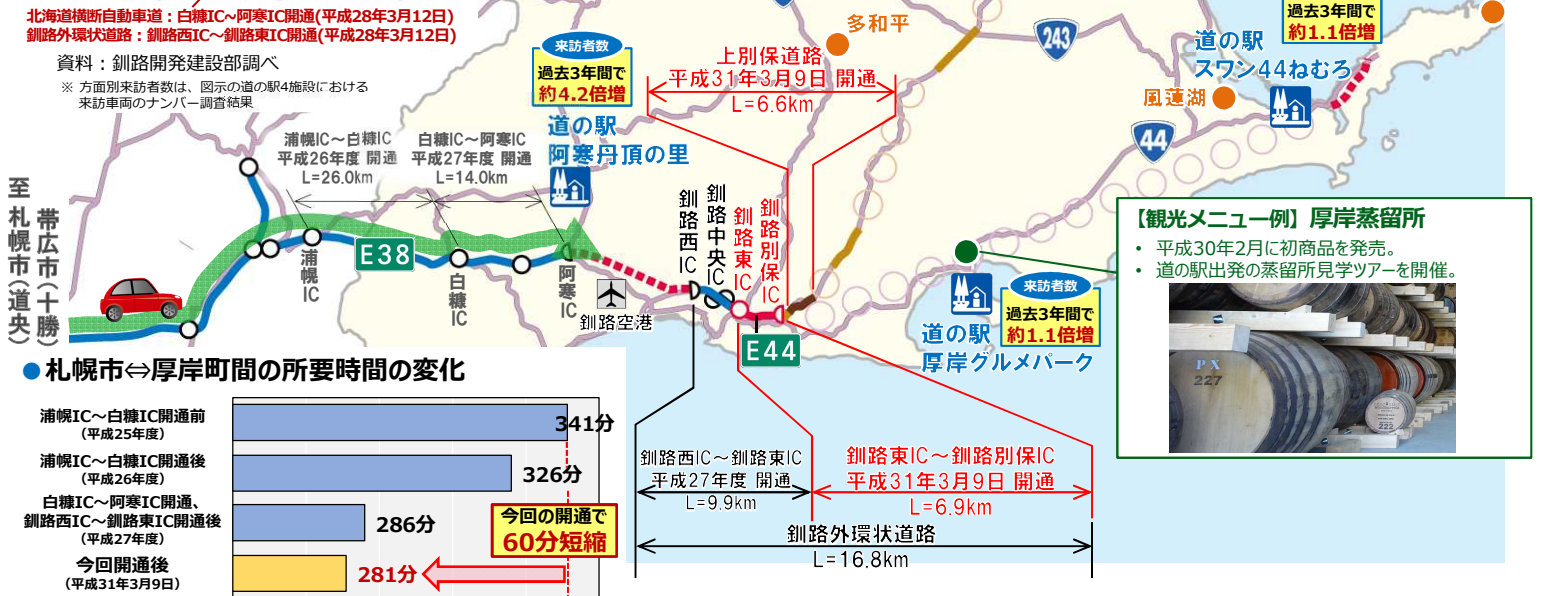 北海道横断自動車道：白糠IC~阿寒IC開通(平成28年3月12日)
釧路外環状道路：釧路西IC～釧路東IC開通(平成28年3月12日)
資料：釧路開発建設部調べ
※ 方面別来訪者数は、図示の道の駅4施設における
来訪車両のナンバー調査結果
来訪者数
過去3年間で
約4.2倍増
道の駅
阿寒丹頂の里
多和平
上別保道路
平成31年3月9日 開通
L=6.6km
243
過去3年間で
約1.1倍増
道の駅
スワン44ねむろ
風蓮湖
44
浦幌IC～白糠IC
平成26年度 開通
L=26.0km
白糠IC～阿寒IC
平成27年度 開通
L=14.0km
至 札幌市(道央)
帯広市(十勝)
E38
浦幌IC
白糠IC
阿寒IC
釧路空港
釧路西IC
釧路中央IC
釧路東IC
釧路別保IC
E44
道の駅
厚岸グルメパーク
来訪者数
過去3年間で
約1.1倍増
【観光メニュー例】厚岸蒸留所
• 平成30年2月に初商品を発売。
• 道の駅出発の蒸留所見学ツアーを開催。
PX
227
222
●札幌市⇔厚岸町間の所要時間の変化
浦幌IC～白糠IC開通前
（平成25年度）
341分
浦幌IC～白糠IC開通後
（平成26年度）
326分
白糠IC～阿寒IC開通、
釧路西IC～釧路東IC開通後
（平成27年度）
286分
今回の開通で
60分短縮
今回開通後
（平成31年3月9日）
281分
釧路西IC～釧路東IC
平成27年度 開通
L=9.9km
釧路東IC～釧路別保IC
平成31年3月9日 開通
L=6.9km
釧路外環状道路
L=16.8km